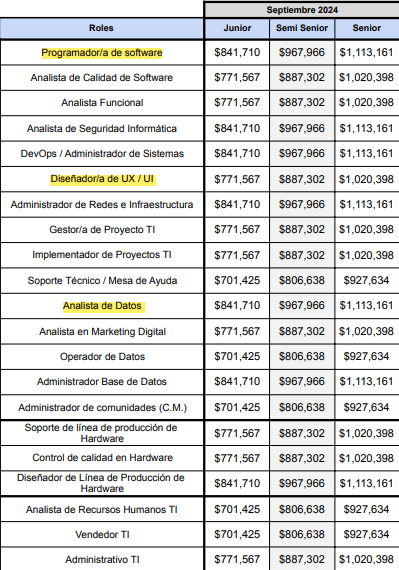 Septiembre 2024
Roles Junior Semi Senior Senior
Programador/a de software $841,710 $967,966 $1,113,161
Analista de Calidad de Software $771,567 $887,302 $1,020,398
Analista Funcional $771,567 $887,302 $1,020,398
Analista de Seguridad Informática $841,710 $967,966 $1,113,161
DevOps / Administrador de Sistemas $841,710 $967,966 $1,113,161
Diseñador/a de UX / UI $771,567 $887,302 $1,020,398
Administrador de Redes e Infraestructura $841,710 $967,966 $1,113,161
Gestor/a de Proyecto TI $771,567 $887,302 $1,020,398
Implementador de Proyectos TI $771,567 $887,302 $1,020,398
Soporte Técnico / Mesa de Ayuda $701,425 $806,638 $927,634
Analista de Datos $841,710 $967,966 $1,113,161
Analista en Marketing Digital $771,567 $887,302 $1,020,398
Operador de Datos $701,425 $806,638 $927,634
Administrador Base de Datos $841,710 $967,966 $1,113,161
Administrador de comunidades (C.M.) $701,425 $806,638 $927,634
Soporte de línea de producción de
Hardware $771,567 $887,302 $1,020,398
Control de calidad en Hardware $771,567 $887,302 $1,020,398
Diseñador de Línea de Producción de
Hardware $841,710 $967,966 $1,113,161
Analista de Recursos Humanos TI $701,425 $806,638 $927,634
Vendedor TI $701,425 $806,638 $927,634
Administrativo TI $771,567 $887,302 $1,020,398